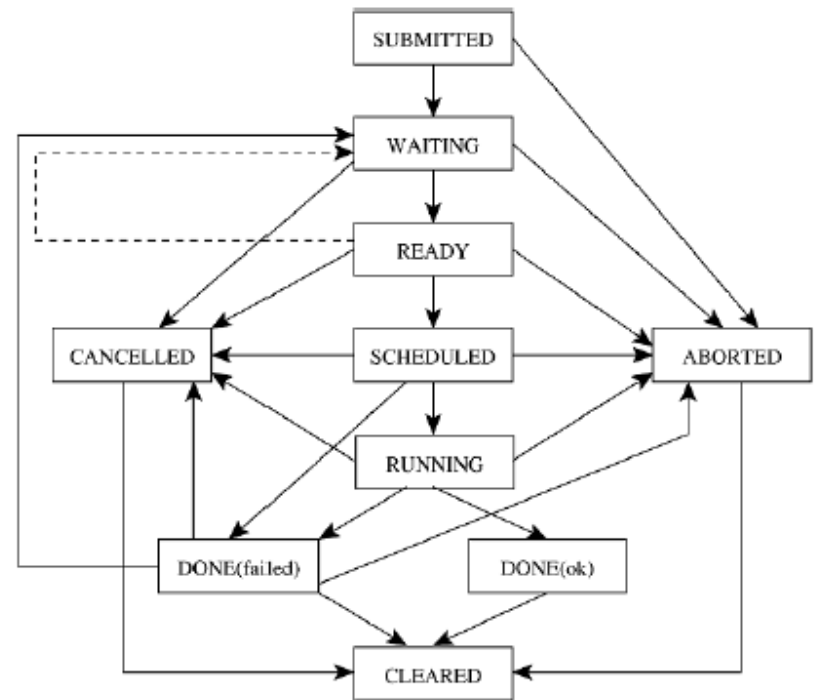 SUBMITTED
WAITING
READY
CANCELLED
SCHEDULED
ABORTED
RUNNING
DONE(failed)
DONE(ok)
CLEARED